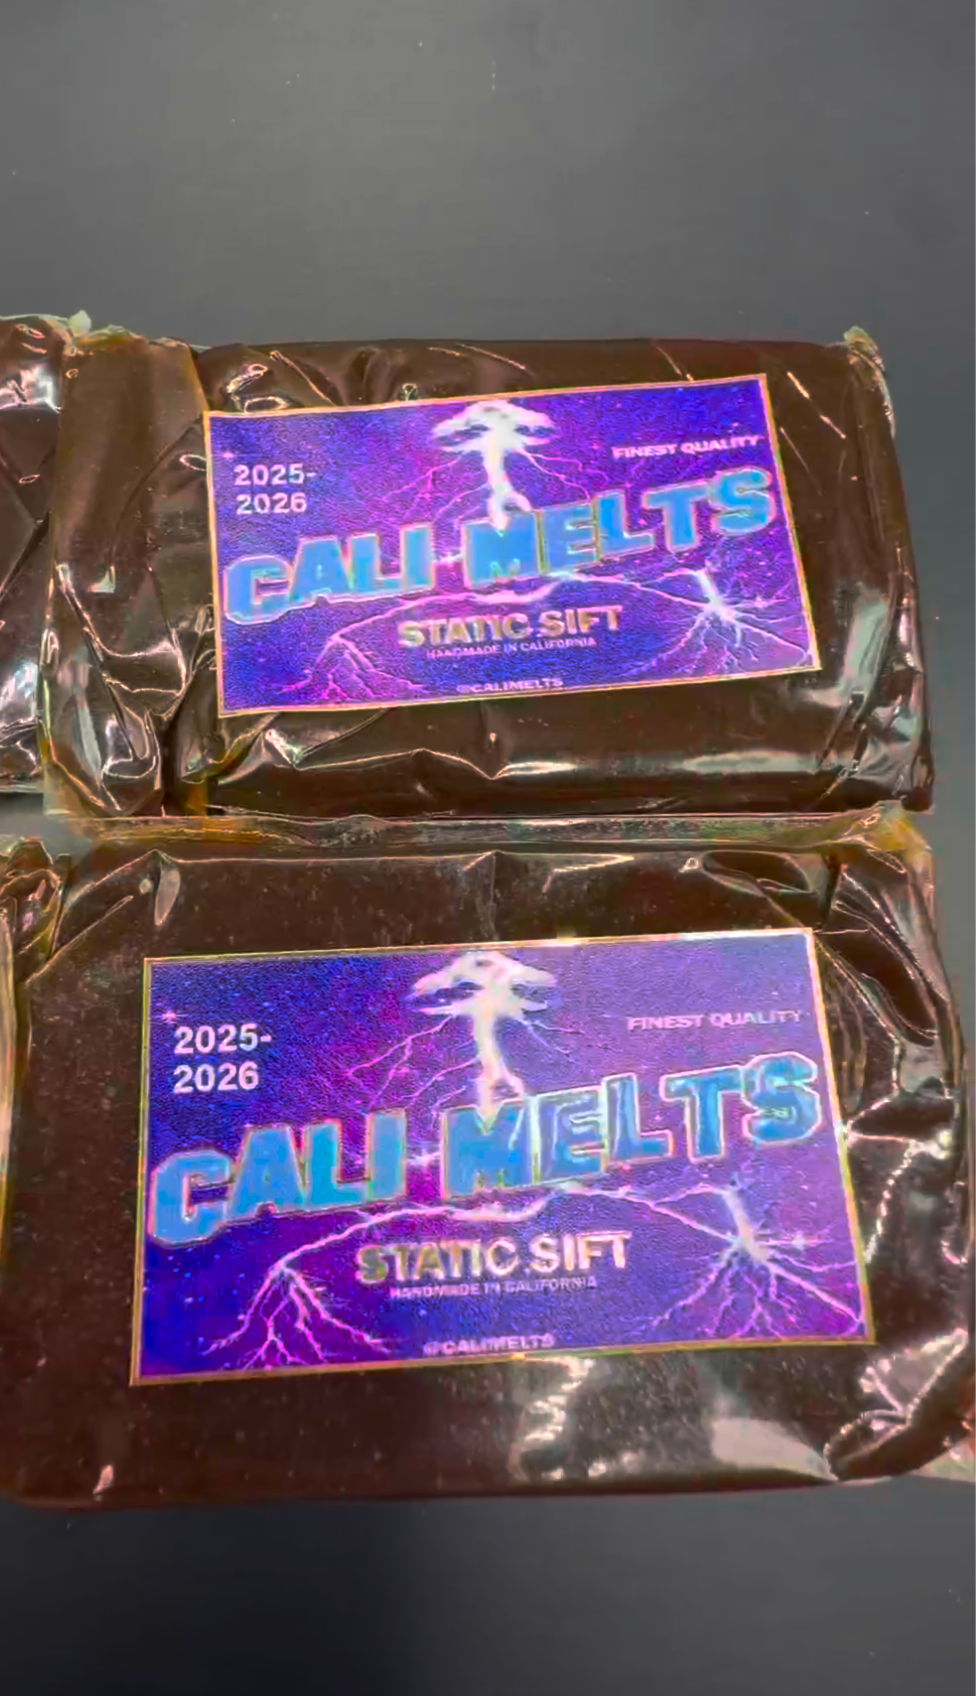 2025-
2026
FINEST QUALITY
CALI MELTS
STATIC SIFT
HANDMADE IN CALIFORNIA
@CALIMELTS
2025-
2026
FINEST QUALITY
CALI MELTS
STATIC SIFT
HANDMADE IN CALIFORNIA
@CALIMELTS